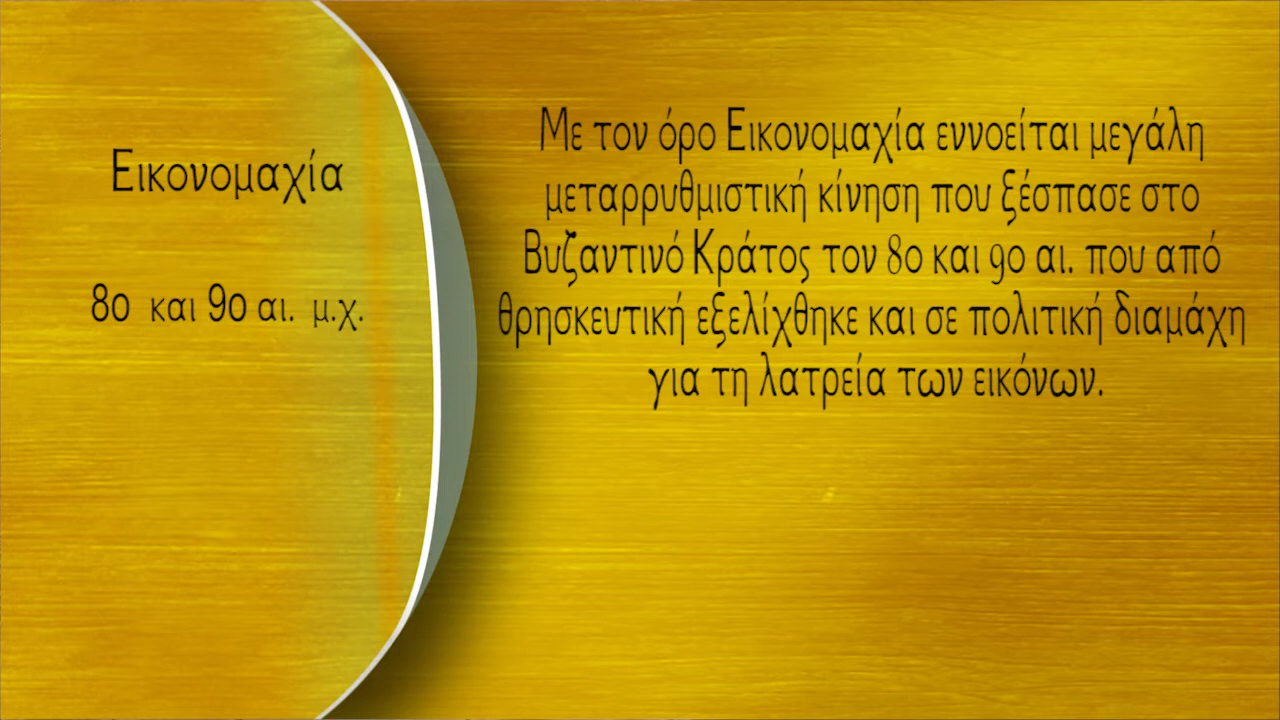 Εικονομαχία
8ο και 9ο αι. μ.χ.
Με τον όρο Εικονομαχία εννοείται μεγάλη
μεταρρυθμιστική κίνηση που ξέσπασε στο
Βυζαντινό Κράτος τον 8ο και 9ο αι. που από
θρησκευτική εξελίχθηκε και σε πολιτική διαμάχη
για τη λατρεία των εικόνων.